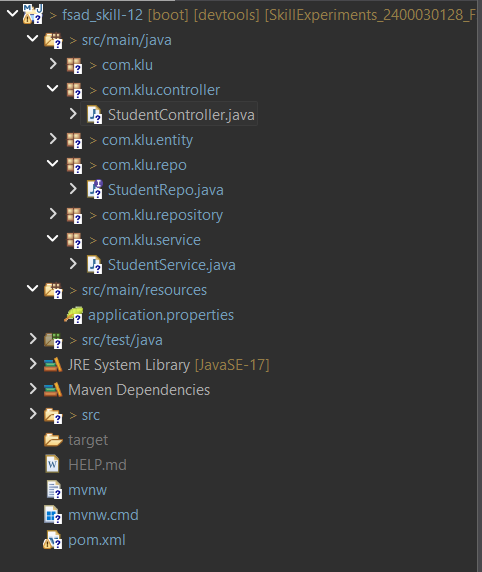 > fsad_skill-12 [boot] [devtools] [SkillExperiments_2400030128_F
> src/main/java
> com.klu
> com.klu.controller
StudentController.java
> com.klu.entity
> com.klu.repo
StudentRepo.java
> com.klu.repository
> com.klu.service
StudentService.java
> src/main/resources
application.properties
> src/test/java
JRE System Library [JavaSE-17]
Maven Dependencies
> src
target
HELP.md
mvnw
mvnw.cmd
pom.xml